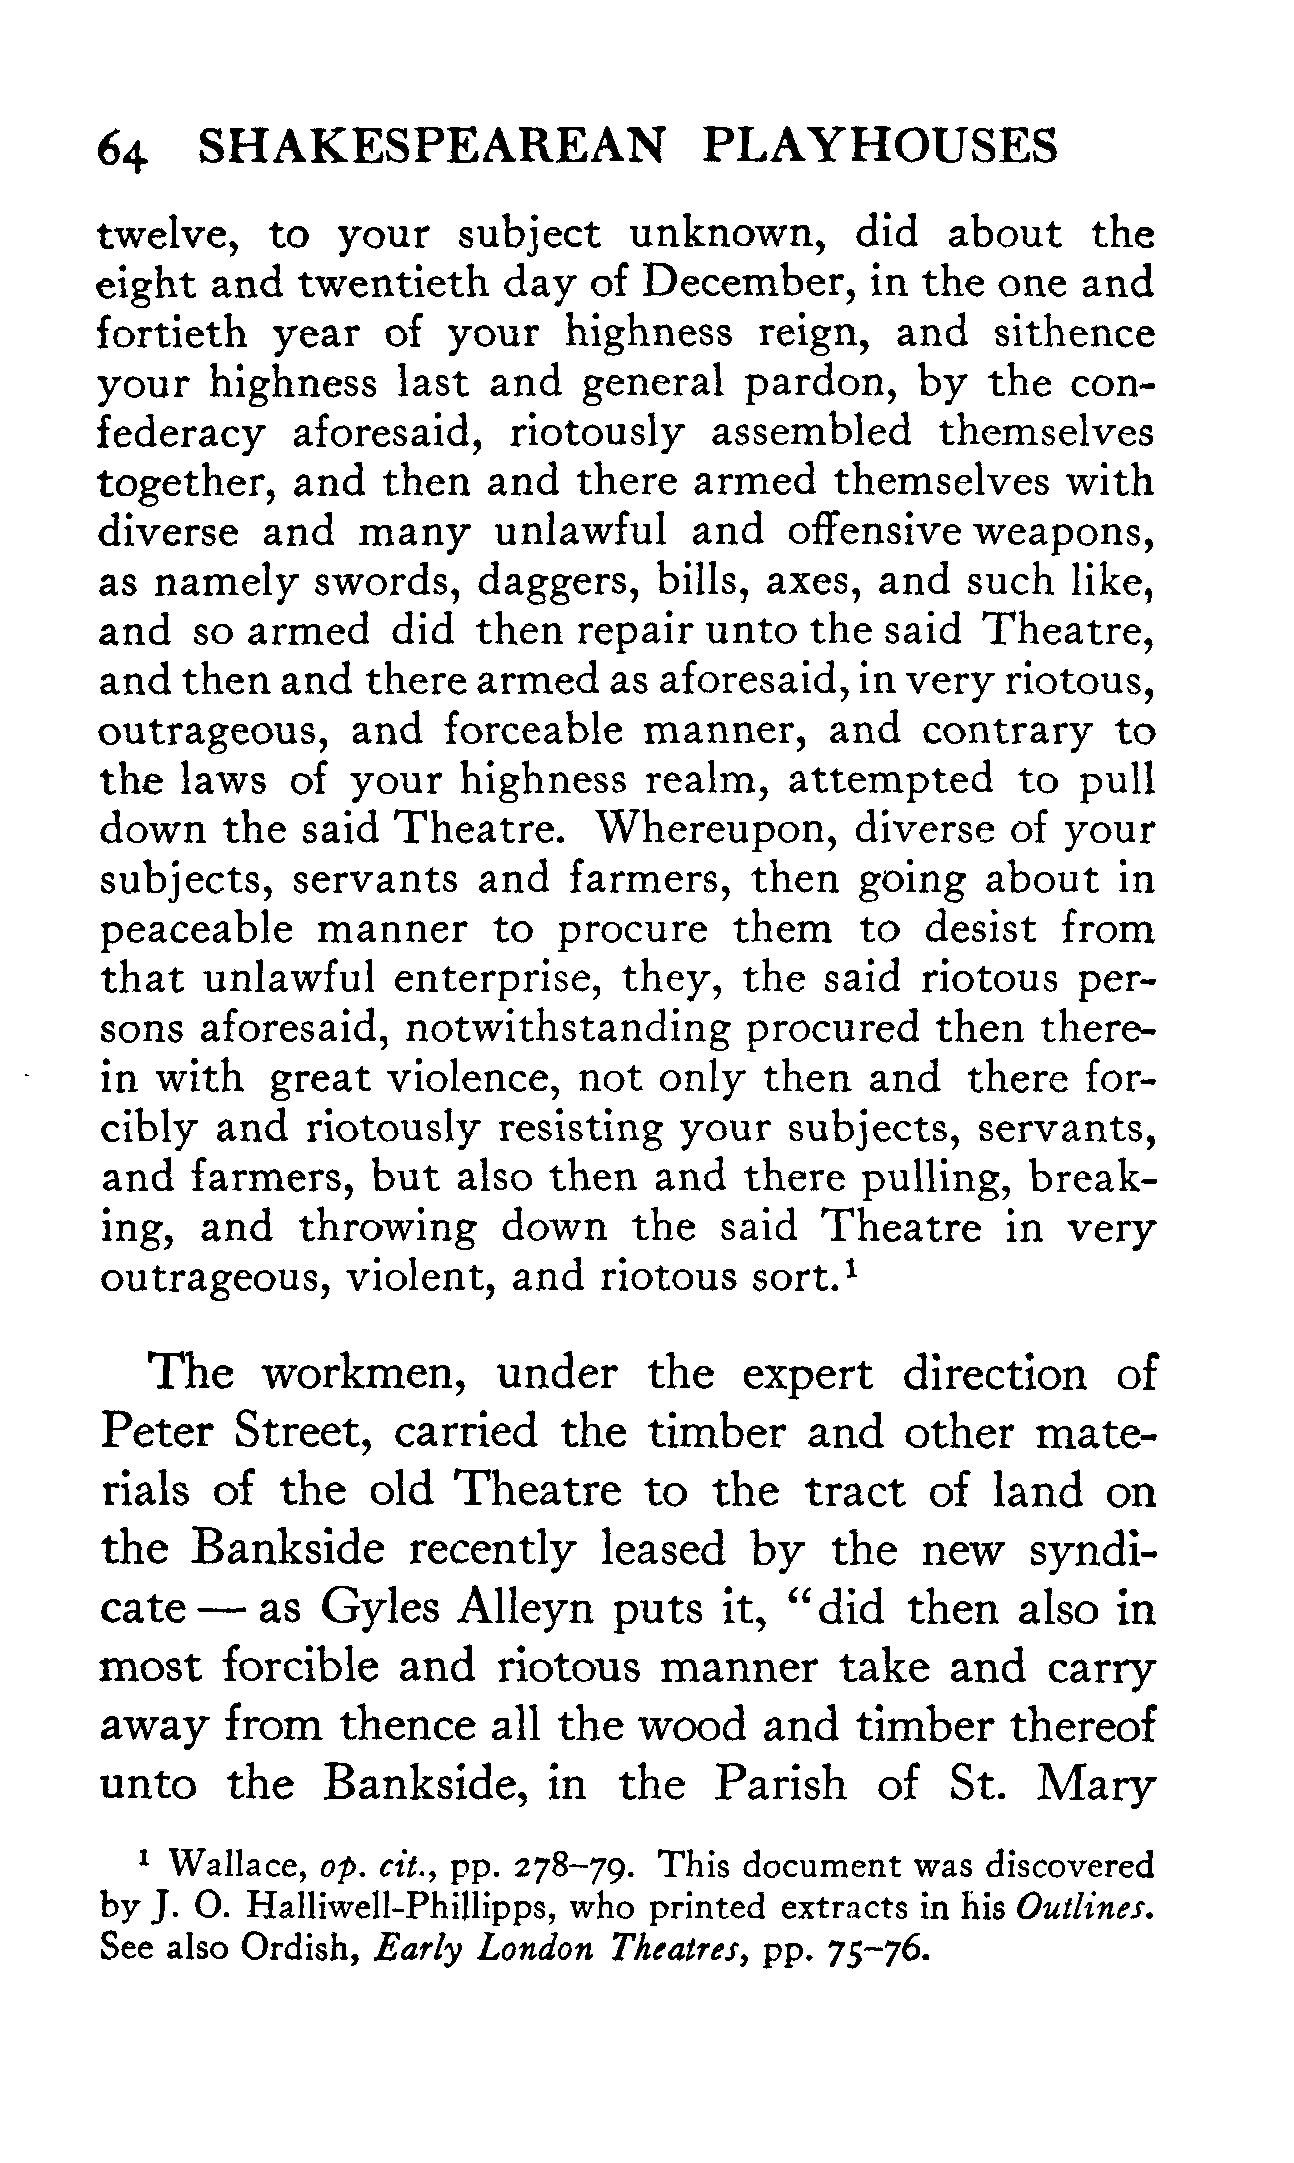 64 SHAKESPEAREAN PLAYHOUSES
twelve, to your subject unknown, did about the
eight and twentieth day of December, in the one and
fortieth year of your highness reign, and sithence
your highness last and general pardon, by the con-
federacy aforesaid, riotously assembled themselves
together, and then and there armed themselves with
diverse and many unlawful and offensive weapons,
as namely swords, daggers, bills, axes, and such like,
and so armed did then repair unto the said Theatre,
and then and there armed as aforesaid, in very riotous,
outrageous, and forceable manner, and contrary to
the laws of your highness realm, attempted to pull
down the said Theatre. Whereupon, diverse of your
subjects, servants and farmers, then going about in
peaceable manner to procure them to desist from
that unlawful enterprise, they, the said riotous per-
sons aforesaid, notwithstanding procured then there-
in with great violence, not only then and there for-
cibly and riotously resisting your subjects, servants,
and farmers, but also then and there pulling, break-
ing, and throwing down the said Theatre in very
outrageous, violent, and riotous sort.¹
The workmen, under the expert direction of
Peter Street, carried the timber and other mate-
rials of the old Theatre to the tract of land on
the Bankside recently leased by the new syndi-
cate — as Gyles Alleyn puts it, “did then also in
most forcible and riotous manner take and carry
away from thence all the wood and timber thereof
unto the Bankside, in the Parish of St. Mary
¹ Wallace, op. cit., pp. 278–79. This document was discovered
by J. O. Halliwell-Phillipps, who printed extracts in his Outlines.
See also Ordish, Early London Theatres, pp. 75–76.